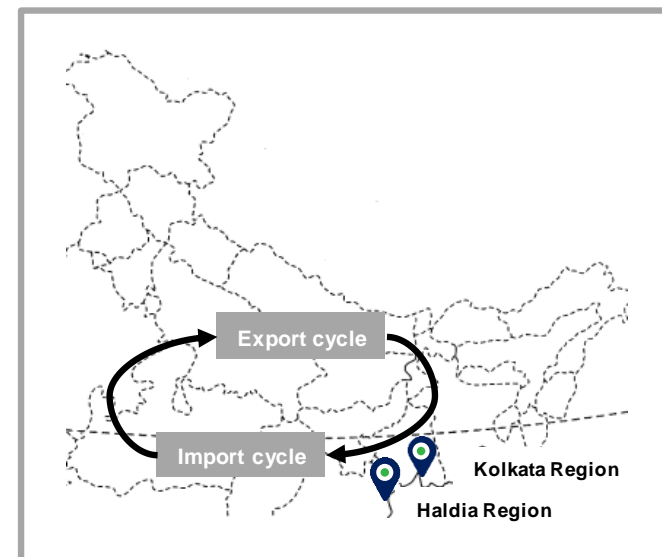 Export cycle
Import cycle
Kolkata Region
Haldia Region